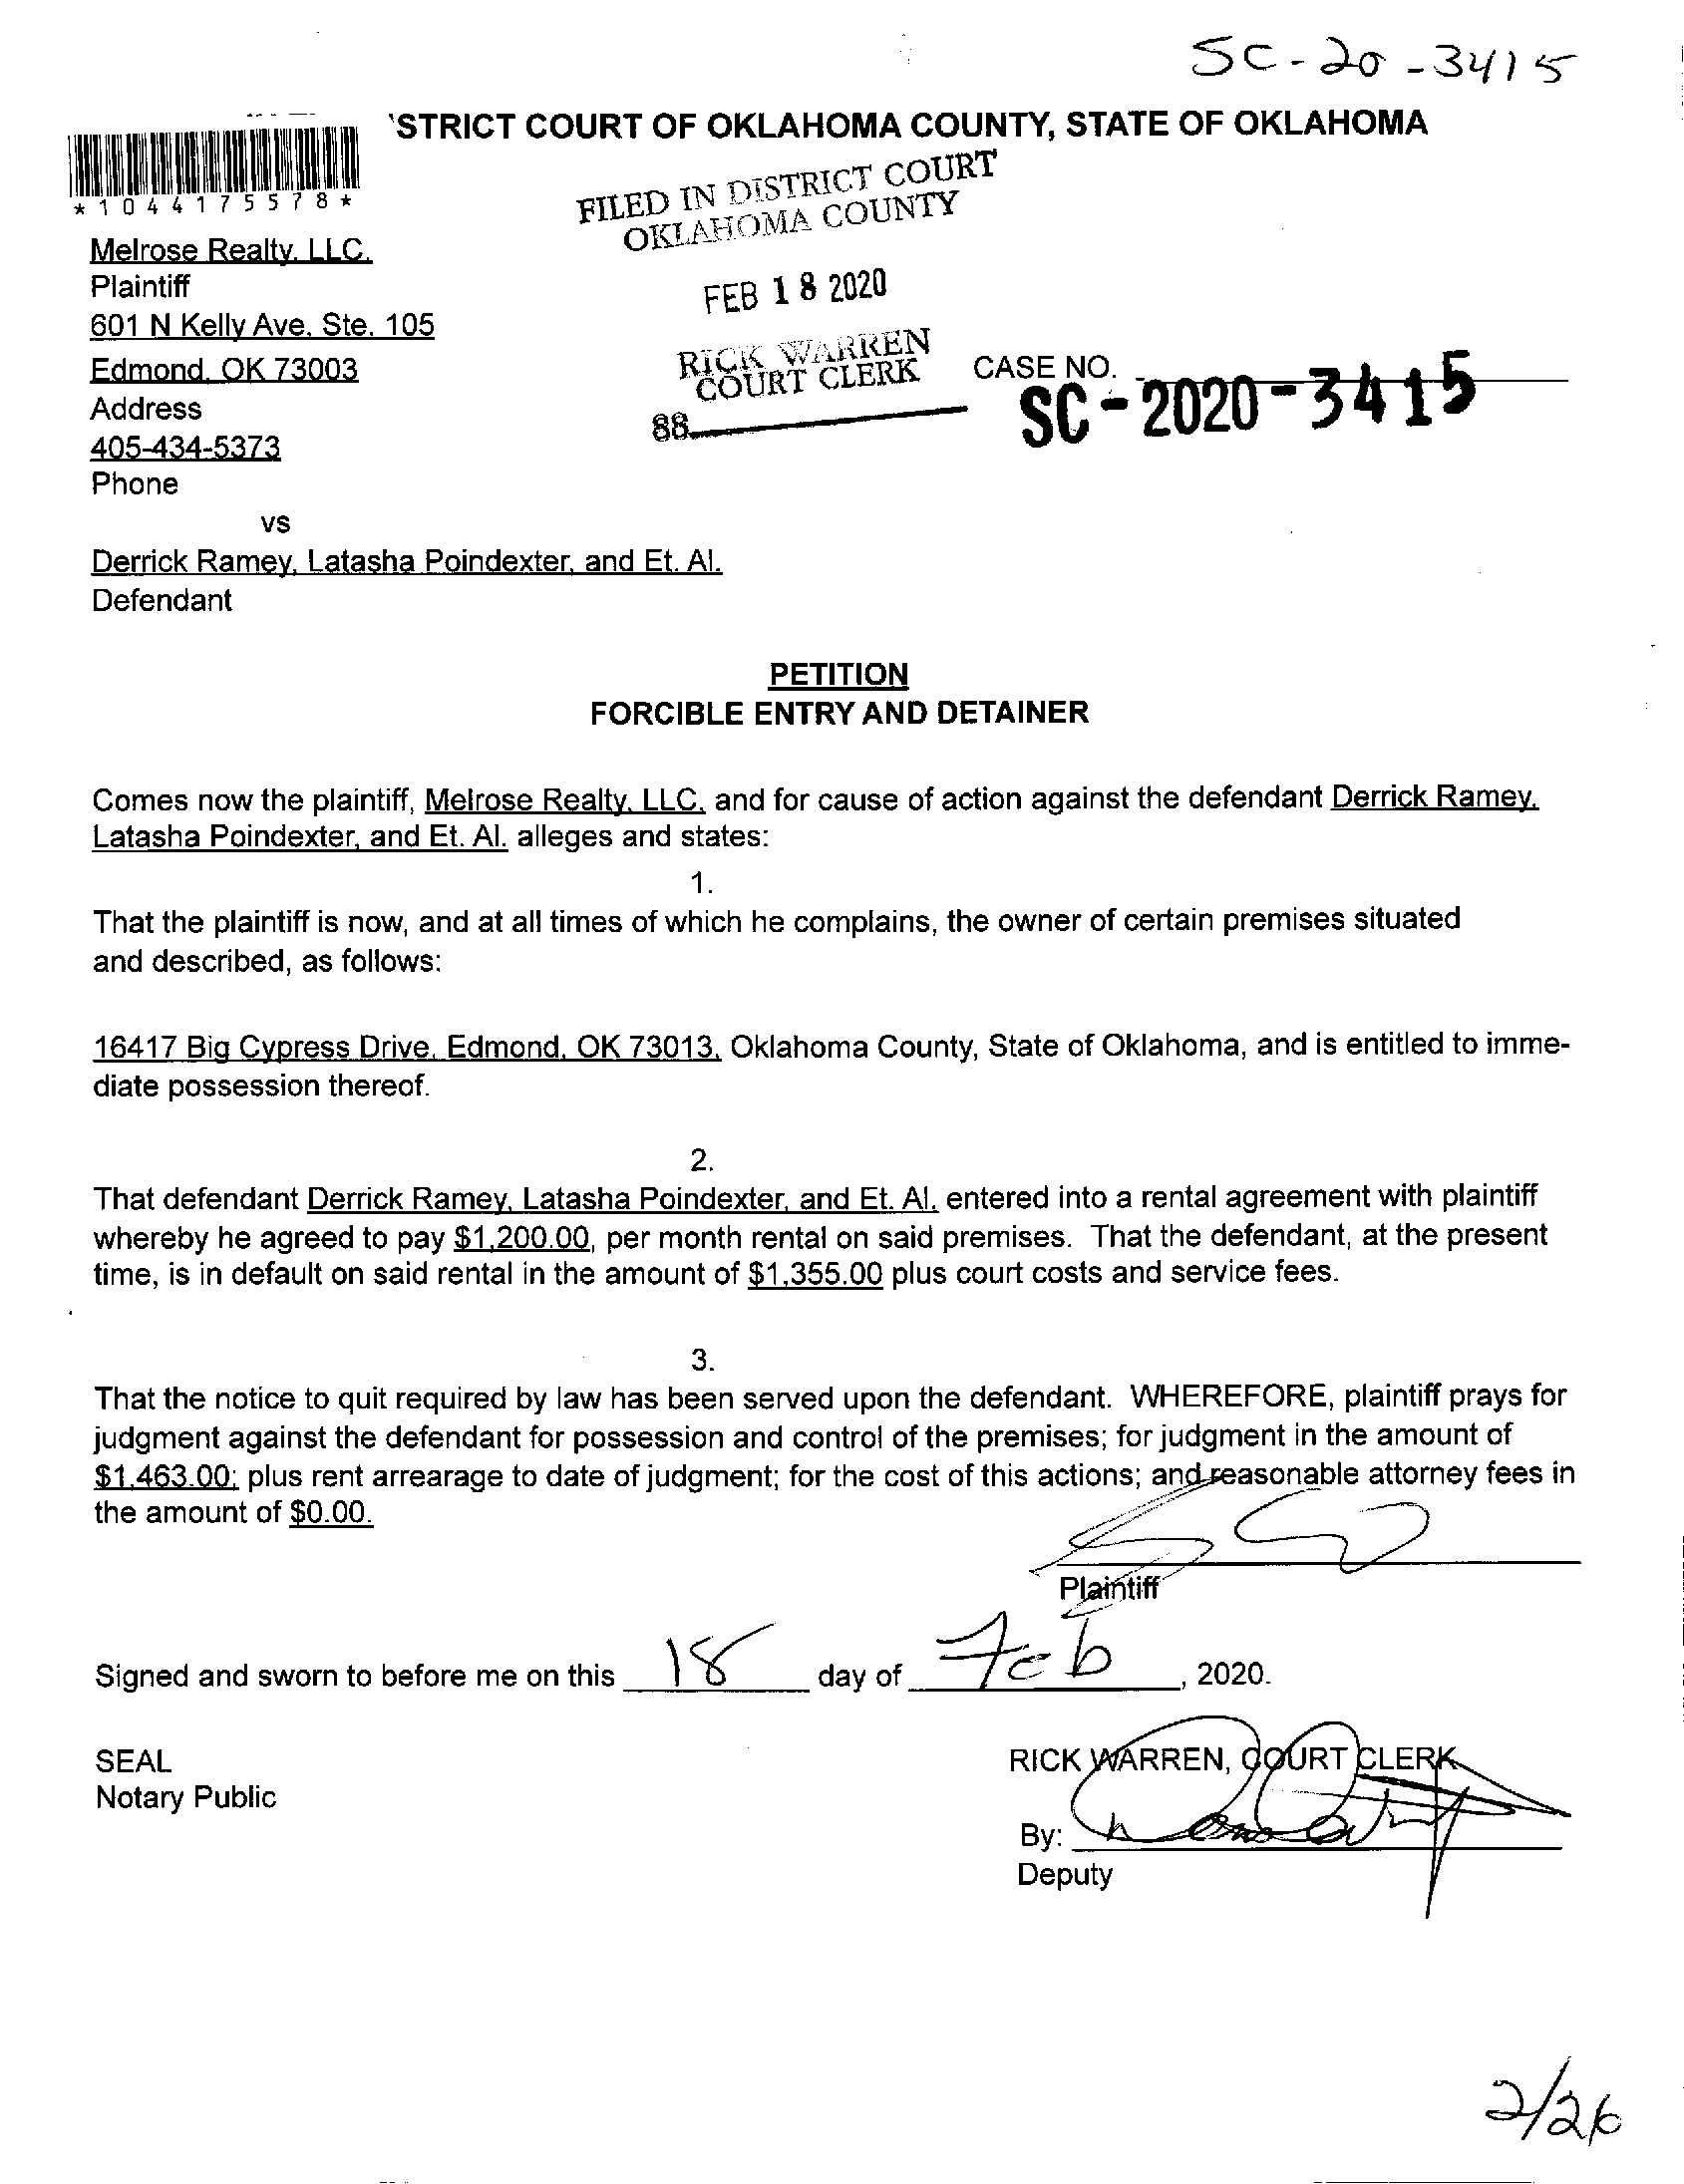 SC-20-3415
'STRICT COURT OF OKLAHOMA COUNTY, STATE OF OKLAHOMA
*1044175578*
FILED IN DISTRICT COURT
OKLAHOMA COUNTY
FEB 18 2020
RICK WARREN
COURT CLERK
88
Melrose Realty, LLC.
Plaintiff
601 N Kelly Ave, Ste. 105
Edmond, OK 73003
Address
405-434-5373
Phone
CASE NO.
SC-2020-3415
vs
Derrick Ramey, Latasha Poindexter, and Et. Al.
Defendant
PETITION
FORCIBLE ENTRY AND DETAINER
Comes now the plaintiff, Melrose Realty, LLC. and for cause of action against the defendant Derrick Ramey,
Latasha Poindexter, and Et. Al. alleges and states:
1.
That the plaintiff is now, and at all times of which he complains, the owner of certain premises situated
and described, as follows:
16417 Big Cypress Drive, Edmond, OK 73013, Oklahoma County, State of Oklahoma, and is entitled to imme-
diate possession thereof.
2.
That defendant Derrick Ramey, Latasha Poindexter, and Et. Al. entered into a rental agreement with plaintiff
whereby he agreed to pay $1,200.00, per month rental on said premises. That the defendant, at the present
time, is in default on said rental in the amount of $1,355.00 plus court costs and service fees.
3.
That the notice to quit required by law has been served upon the defendant. WHEREFORE, plaintiff prays for
judgment against the defendant for possession and control of the premises; for judgment in the amount of
$1,463.00; plus rent arrearage to date of judgment; for the cost of this actions; and reasonable attorney fees in
the amount of $0.00.
Plaintiff
Signed and sworn to before me on this 18 day of Feb, 2020.
SEAL
Notary Public
RICK WARREN, COURT CLERK
By:
Deputy
2/26